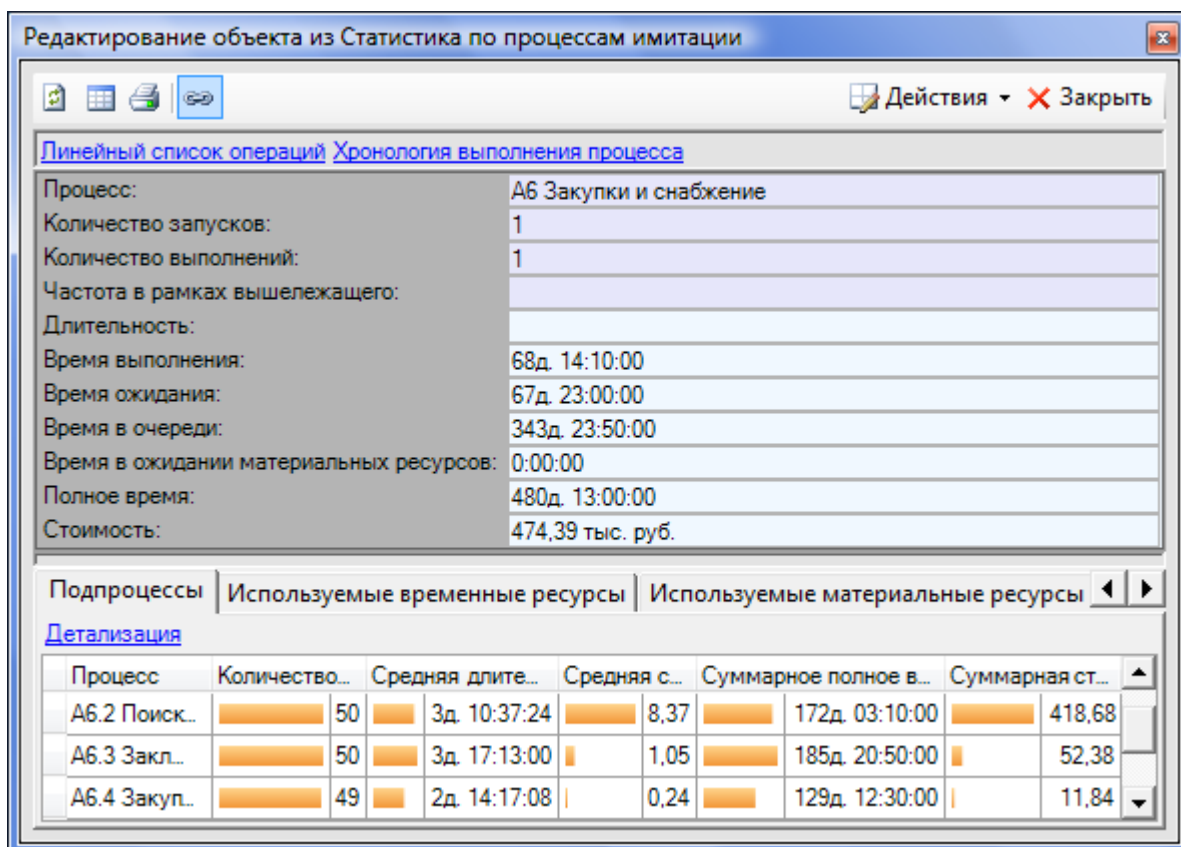 Редактирование объекта из Статистика по процессам имитации
Действия Закрыть
Линейный список операций Хронология выполнения процесса
Процесс: А6 Закупки и снабжение
Количество запусков: 1
Количество выполнений: 1
Частота в рамках вышележащего:
Длительность:
Время выполнения: 68д. 14:10:00
Время ожидания: 67д. 23:00:00
Время в очереди: 343д. 23:50:00
Время в ожидании материальных ресурсов: 0:00:00
Полное время: 480д. 13:00:00
Стоимость: 474,39 тыс. руб.
Подпроцессы Используемые временные ресурсы Используемые материальные ресурсы
Детализация
Процесс Количество... Средняя длите... Средняя с... Суммарное полное в... Суммарная ст...
А6.2 Поиск... 50 3д. 10:37:24 8,37 172д. 03:10:00 418,68
А6.3 Закл... 50 3д. 17:13:00 1,05 185д. 20:50:00 52,38
А6.4 Закуп... 49 2д. 14:17:08 0,24 129д. 12:30:00 11,84